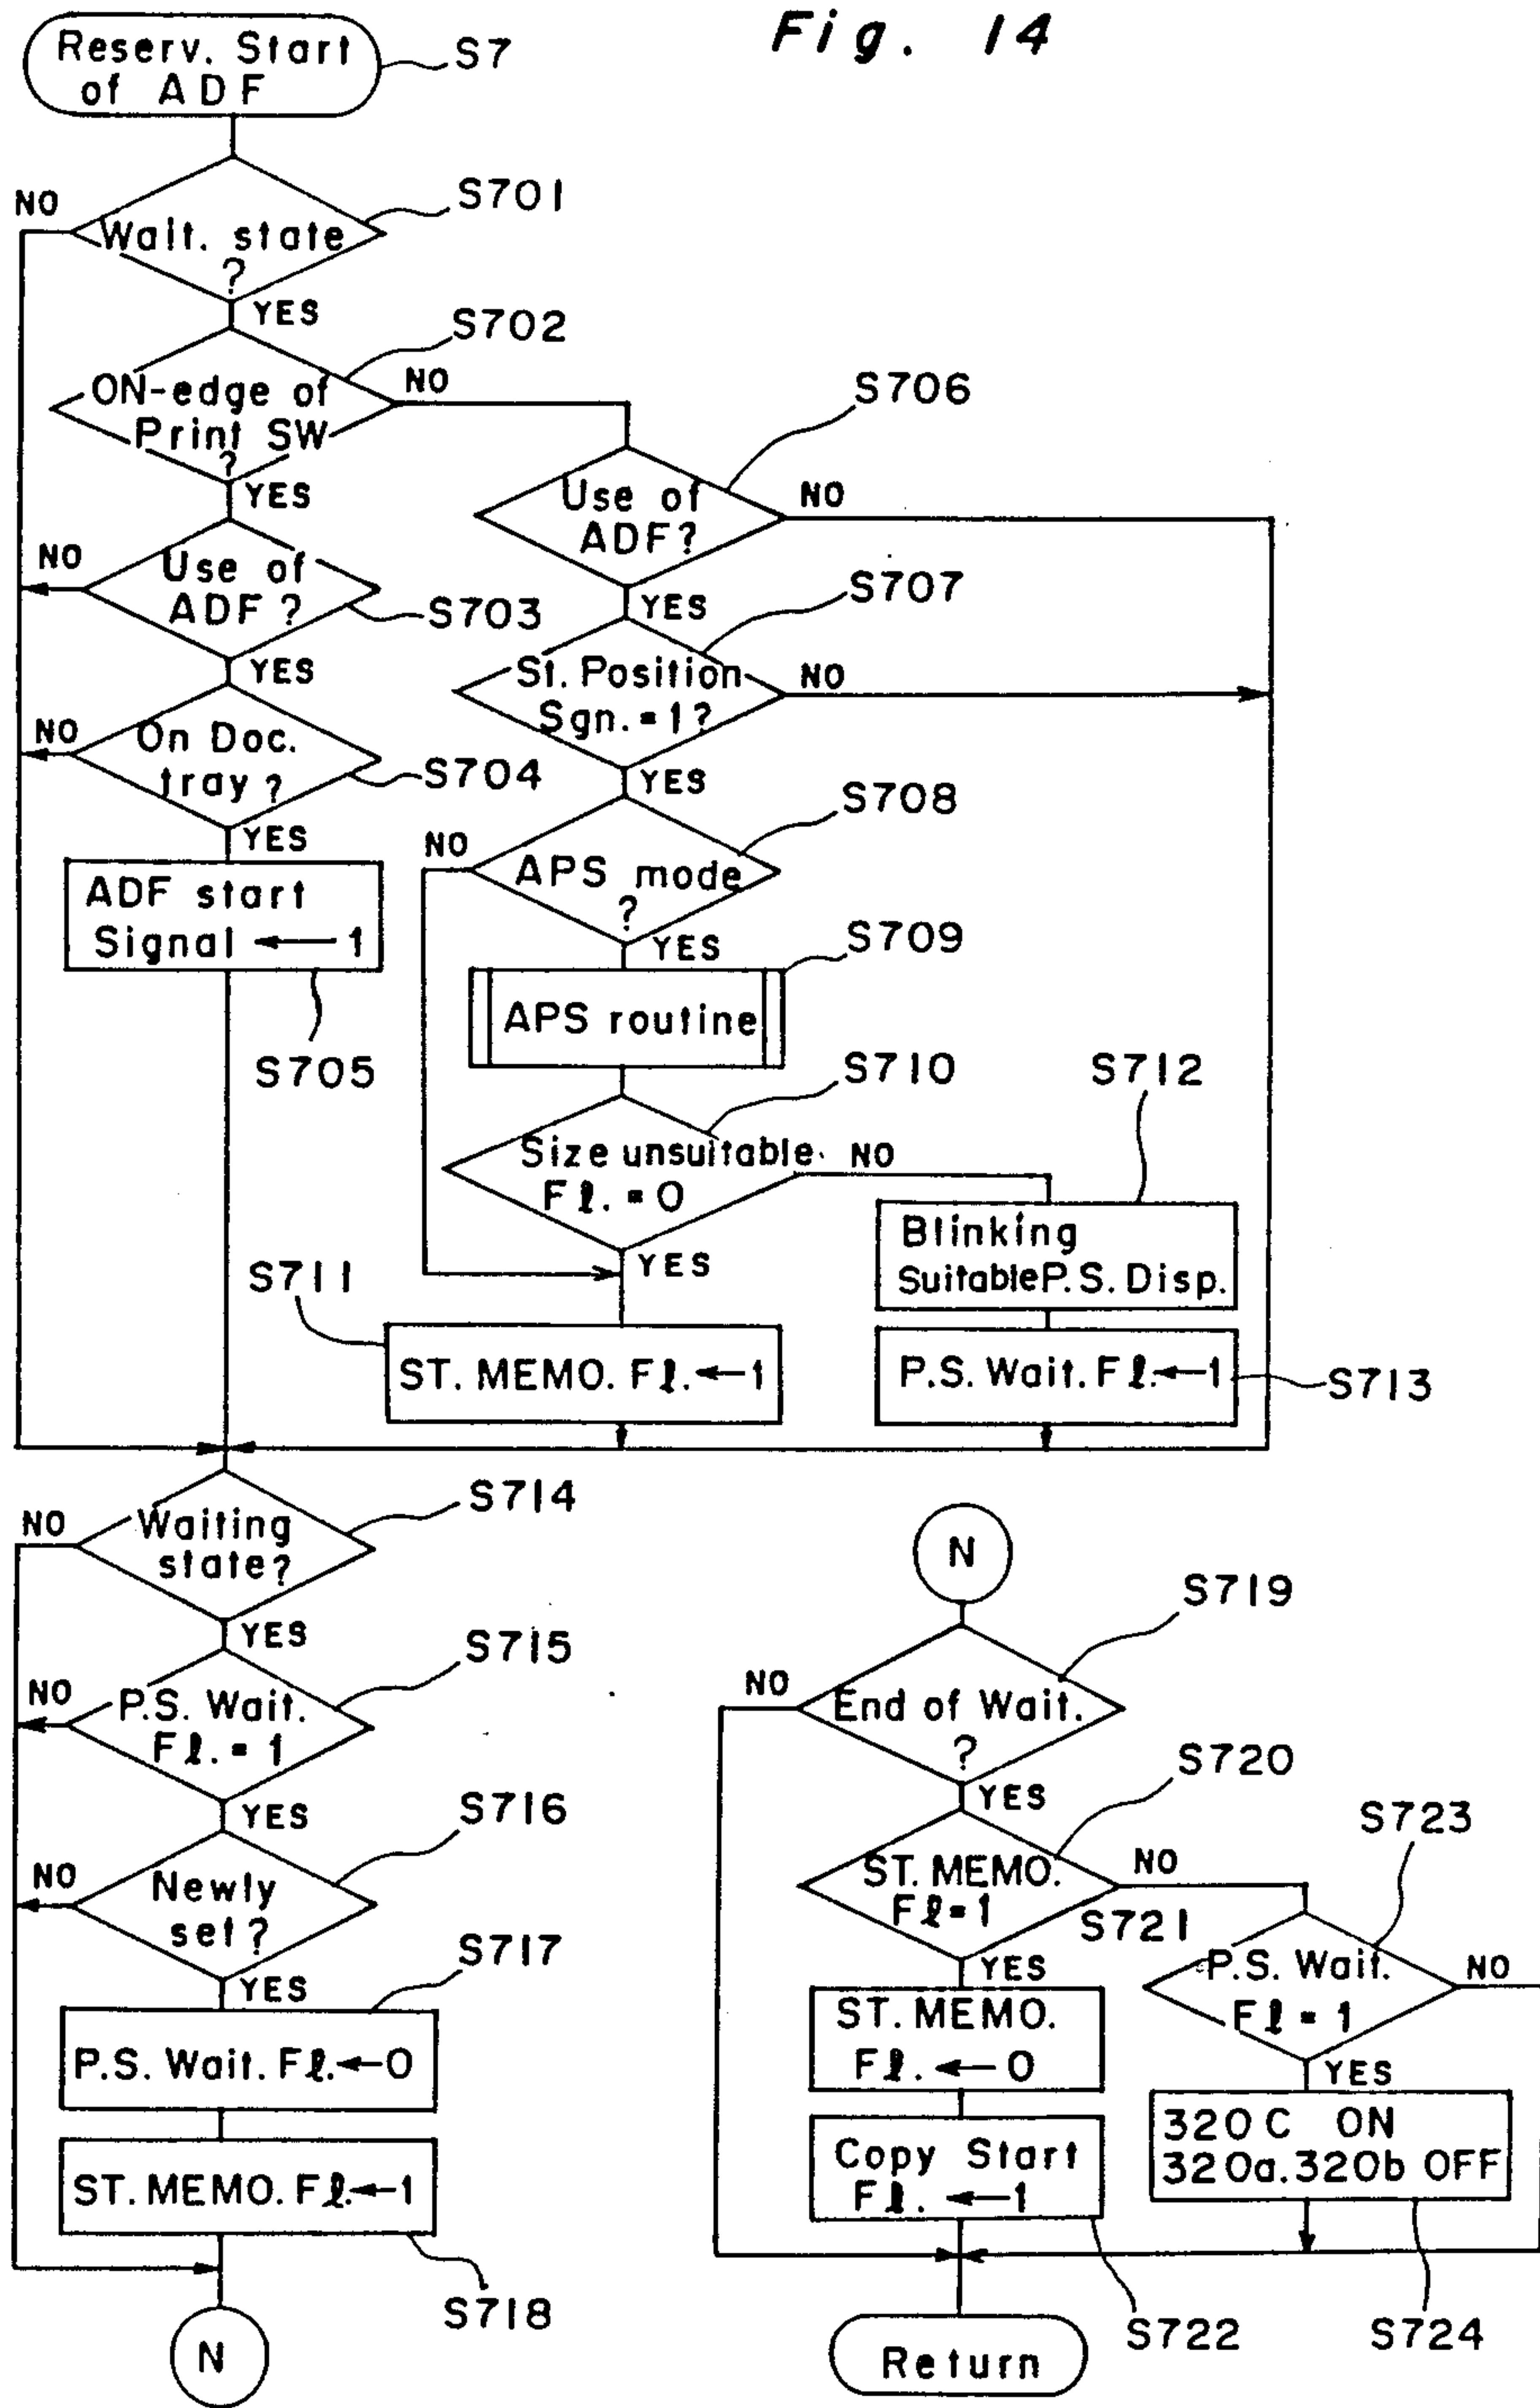 Fig. 14
Reserv. Start
of ADF
S7
S701
NO
Wait. state
?
YES
S702
ON-edge of
Print SW
?
NO
YES
S706
Use of
ADF?
NO
YES
NO
Use of
ADF?
S703
YES
S707
St. Position
Sgn.=1?
NO
YES
NO
On Doc.
tray?
S704
YES
S708
NO
APS mode
?
YES
ADF start
Signal ← 1
S705
S709
APS routine
S710
Size unsuitable
Fl.=0
NO
YES
S712
Blinking
Suitable P.S. Disp.
S711
ST. MEMO. Fl.←1
P.S. Wait. Fl.←1
S713
S714
NO
Waiting
state?
YES
S715
NO
P.S. Wait.
Fl.=1
YES
S716
NO
Newly
set?
YES
S717
P.S. Wait. Fl.←0
ST. MEMO. Fl.←1
S718
N
N
S719
NO
End of Wait.
?
YES
S720
ST. MEMO.
Fl=1
NO
YES
S721
S723
P.S. Wait.
Fl=1
NO
YES
ST. MEMO.
Fl. ← 0
Copy Start
Fl. ← 1
S722
320C ON
320a. 320b OFF
S724
Return